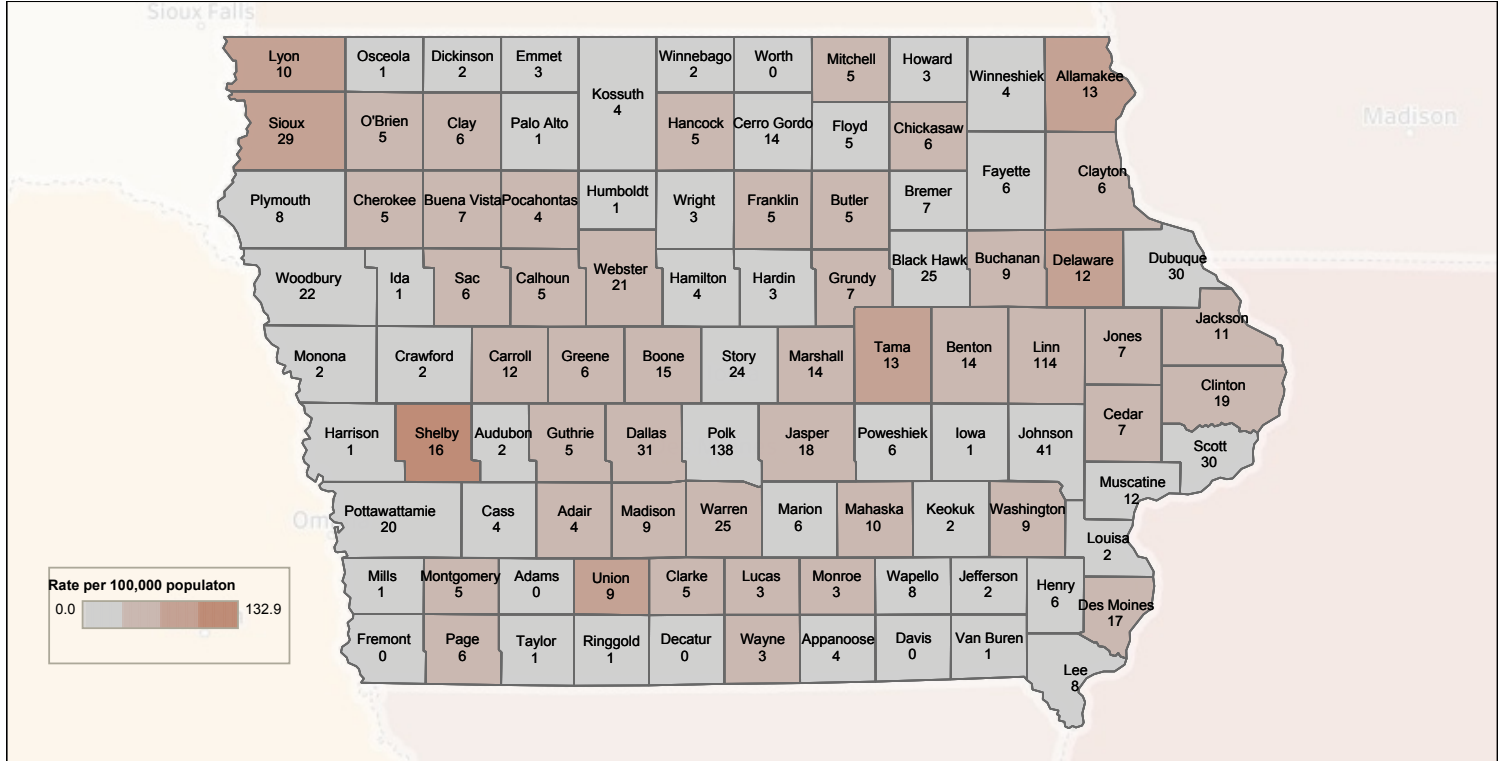 Sioux Falls
Lyon
10
Osceola
1
Dickinson
2
Emmet
3
Kossuth
4
Winnebago
2
Worth
0
Mitchell
5
Howard
3
Winneshiek
4
Allamakee
13
Sioux
29
O'Brien
5
Clay
6
Palo Alto
1
Hancock
5
Cerro Gordo
14
Floyd
5
Chickasaw
6
Madison
Fayette
6
Clayton
6
Plymouth
8
Cherokee
5
Buena Vista
7
Pocahontas
4
Humboldt
1
Wright
3
Franklin
5
Butler
5
Bremer
7
Woodbury
22
Ida
1
Sac
6
Calhoun
5
Webster
21
Hamilton
4
Hardin
3
Grundy
7
Black Hawk
25
Buchanan
9
Delaware
12
Dubuque
30
Monona
2
Crawford
2
Carroll
12
Greene
6
Boone
15
Story
24
Marshall
14
Tama
13
Benton
14
Linn
114
Jones
7
Jackson
11
Clinton
19
Harrison
1
Shelby
16
Audubon
2
Guthrie
5
Dallas
31
Polk
138
Jasper
18
Poweshiek
6
Iowa
1
Johnson
41
Cedar
7
Scott
30
Muscatine
12
Om
Pottawattamie
20
Cass
4
Adair
4
Madison
9
Warren
25
Marion
6
Mahaska
10
Keokuk
2
Washington
9
Louisa
2
Mills
1
Montgomery
5
Adams
0
Union
9
Clarke
5
Lucas
3
Monroe
3
Wapello
8
Jefferson
2
Henry
6
Des Moines
17
Fremont
0
Page
6
Taylor
1
Ringgold
1
Decatur
0
Wayne
3
Appanoose
4
Davis
0
Van Buren
1
Lee
8
Rate per 100,000 populaton
0.0
132.9